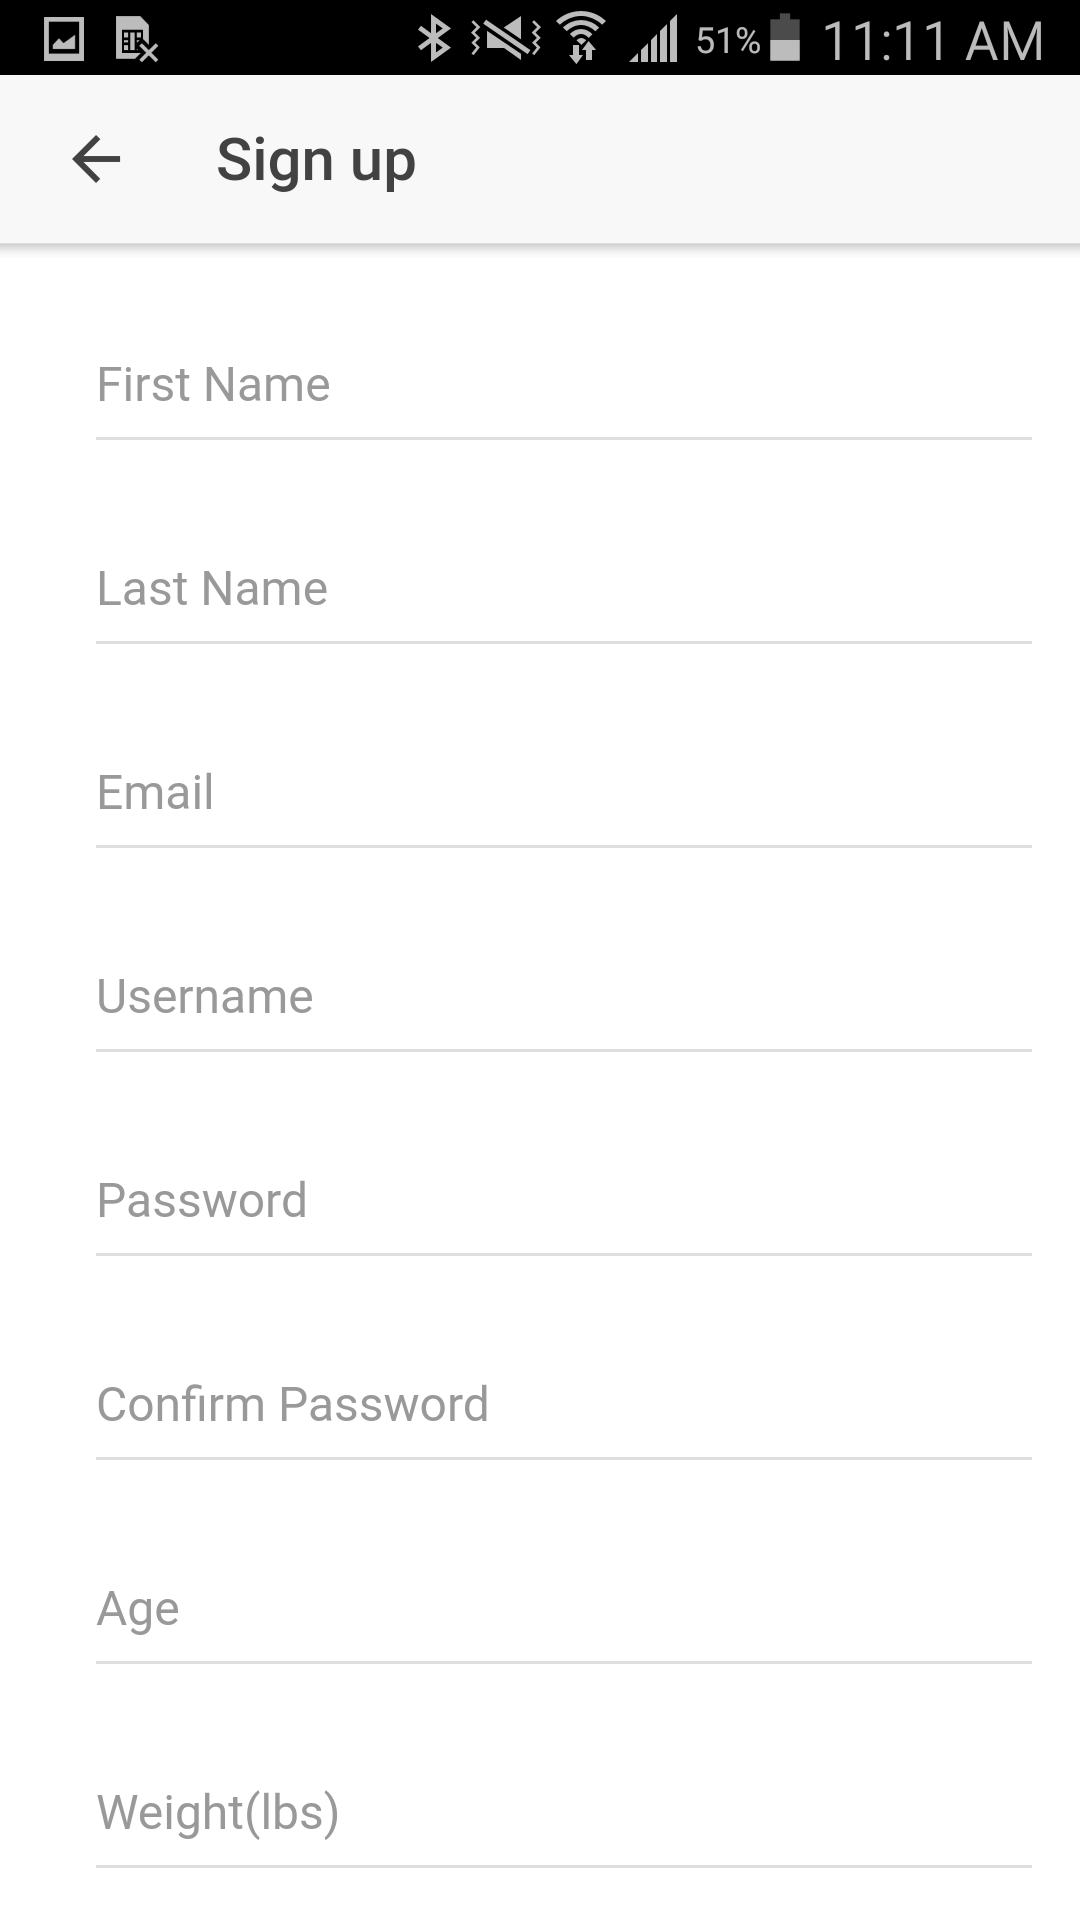 51% 11:11 AM
Sign up
First Name
Last Name
Email
Username
Password
Confirm Password
Age
Weight(lbs)